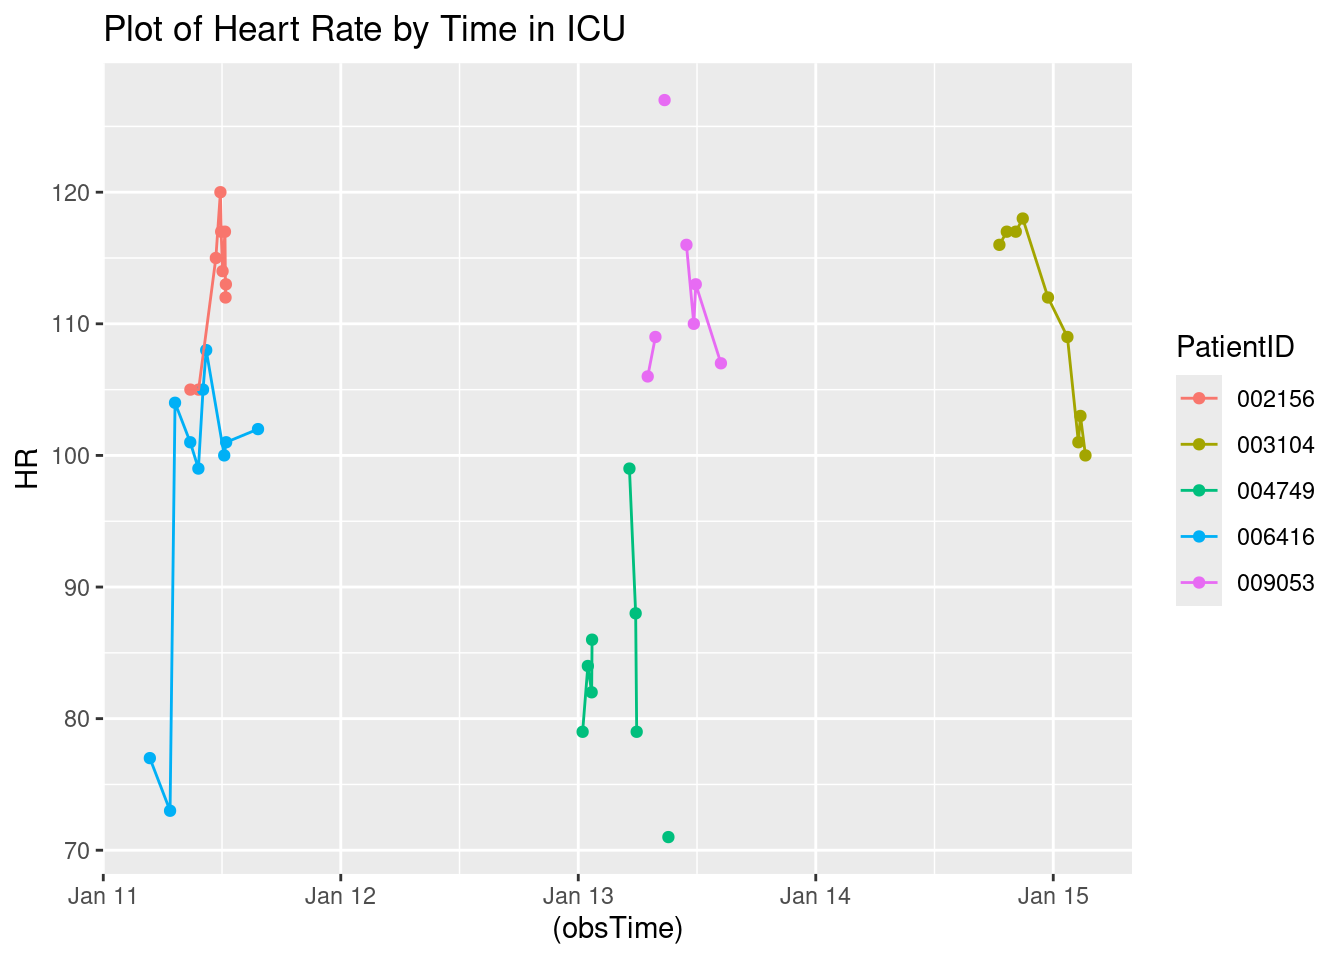 Plot of Heart Rate by Time in ICU
120
110
100
90
80
70
HR
Jan 11
Jan 12
Jan 13
Jan 14
Jan 15
(obsTime)
PatientID
002156
003104
004749
006416
009053